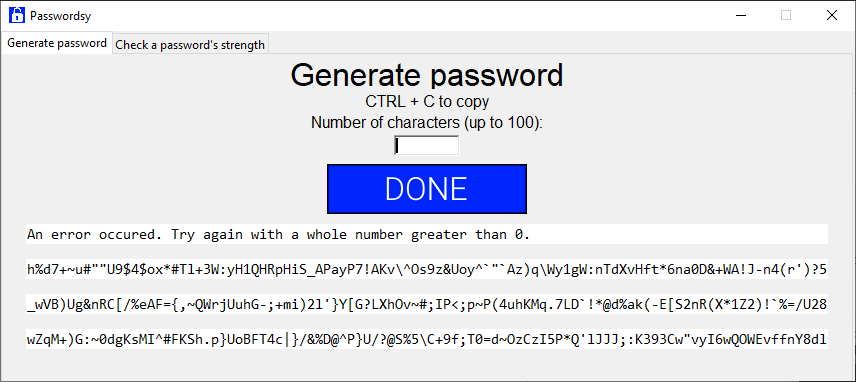 Passwordsy
Generate password
Check a password's strength
Generate password
CTRL + C to copy
Number of characters (up to 100):
DONE
An error occured. Try again with a whole number greater than 0.
h%d7+~u#""U9$4$ox*#Tl+3W:yH1QHRpHiS_APayP7!AKv\^Os9z&Uoy^`"`Az)q\Wy1gW:nTdXvHft*6na0D&+WA!J-n4(r')?5
_wVB)Ug&nRC[/%eAF={,~QWrjUuhG-;+mi)2l'}Y[G?LXhOv~#;IP<;p~P(4uhKMq.7LD`!*@d%ak(-E[S2nR(X*1Z2)!`%=/U28
wZqM+)G:~0dgKsMI^#FKSh.p}UoBFT4c|}/&%D@^P}U/?@S%5\C+9f;T0=d~OzCzI5P*Q'lJJJ;:K393Cw"vyI6wQOWEvffnY8dl